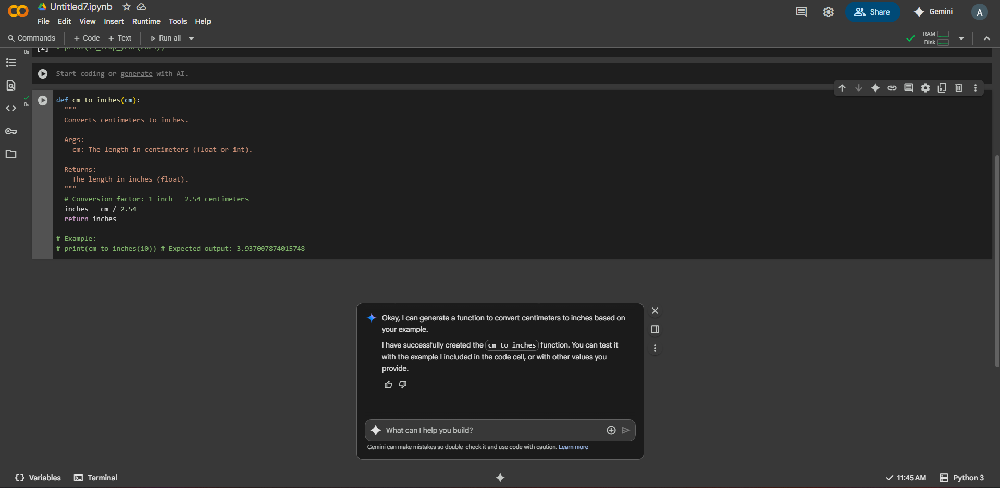 Untitled7.ipynb
File Edit View Insert Runtime Tools Help
Share
Gemini
A
Commands + Code + Text Run all
RAM
Disk
0s
[2] # print(is_leap_year(2024))
Start coding or generate with AI.
0s
def cm_to_inches(cm):
"""
Converts centimeters to inches.
Args:
cm: The length in centimeters (float or int).
Returns:
The length in inches (float).
"""
# Conversion factor: 1 inch = 2.54 centimeters
inches = cm / 2.54
return inches
# Example:
# print(cm_to_inches(10)) # Expected output: 3.937007874015748
Okay, I can generate a function to convert centimeters to inches based on
your example.
I have successfully created the cm_to_inches function. You can test it
with the example I included in the code cell, or with other values you
provide.
What can I help you build?
Gemini can make mistakes so double-check it and use code with caution. Learn more
{} Variables Terminal
11:45 AM Python 3